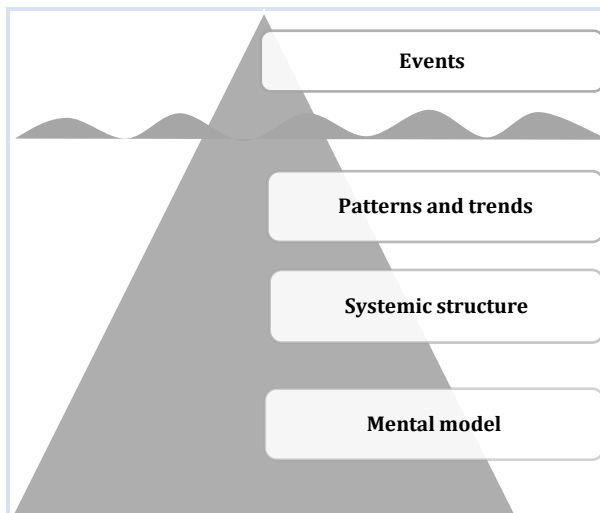 Events
Patterns and trends
Systemic structure
Mental model